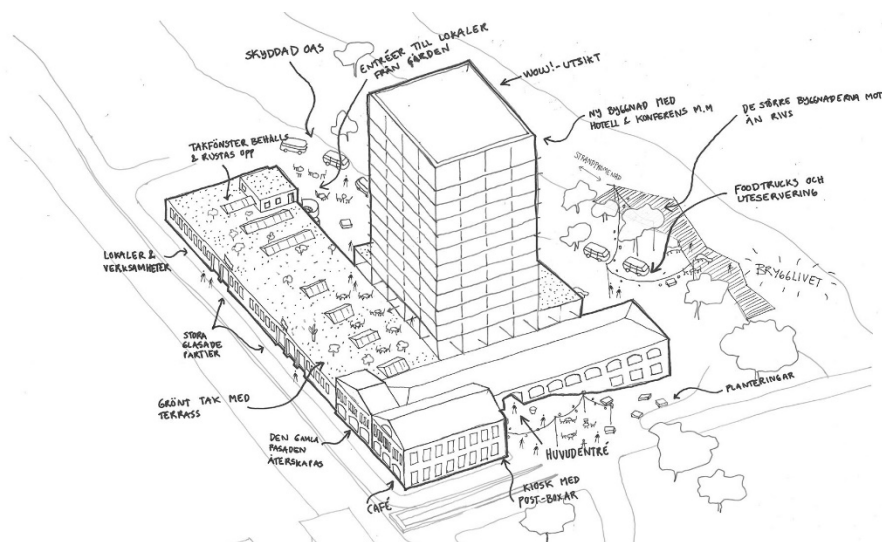 SKYDDAD OAS
ENTRÉER TILL LOKALER
FRÅN GÅRDEN
WOW!-UTSIKT
NY BYGGNAD MED
HOTELL & KONFERENS M.M
DE STÖRRE BYGGNADERNA MOT
ÅN RIVS
TAKFÖNSTER BEHÅLLS
& RUSTAS OPP
STRANDPROMENAD
FOODTRUCKS OCH
UTESERVERING
LOKALER &
VERKSAMHETER
BRYGGLIVET
STORA
GLASADE
PARTIER
GRÖNT TAK MED
TERRASS
PLANTERINGAR
DEN GAMLA
FASADEN
ÅTERSKAPAS
HUVUDENTRÉ
KIOSK MED
POST-BOXAR
CAFÉ